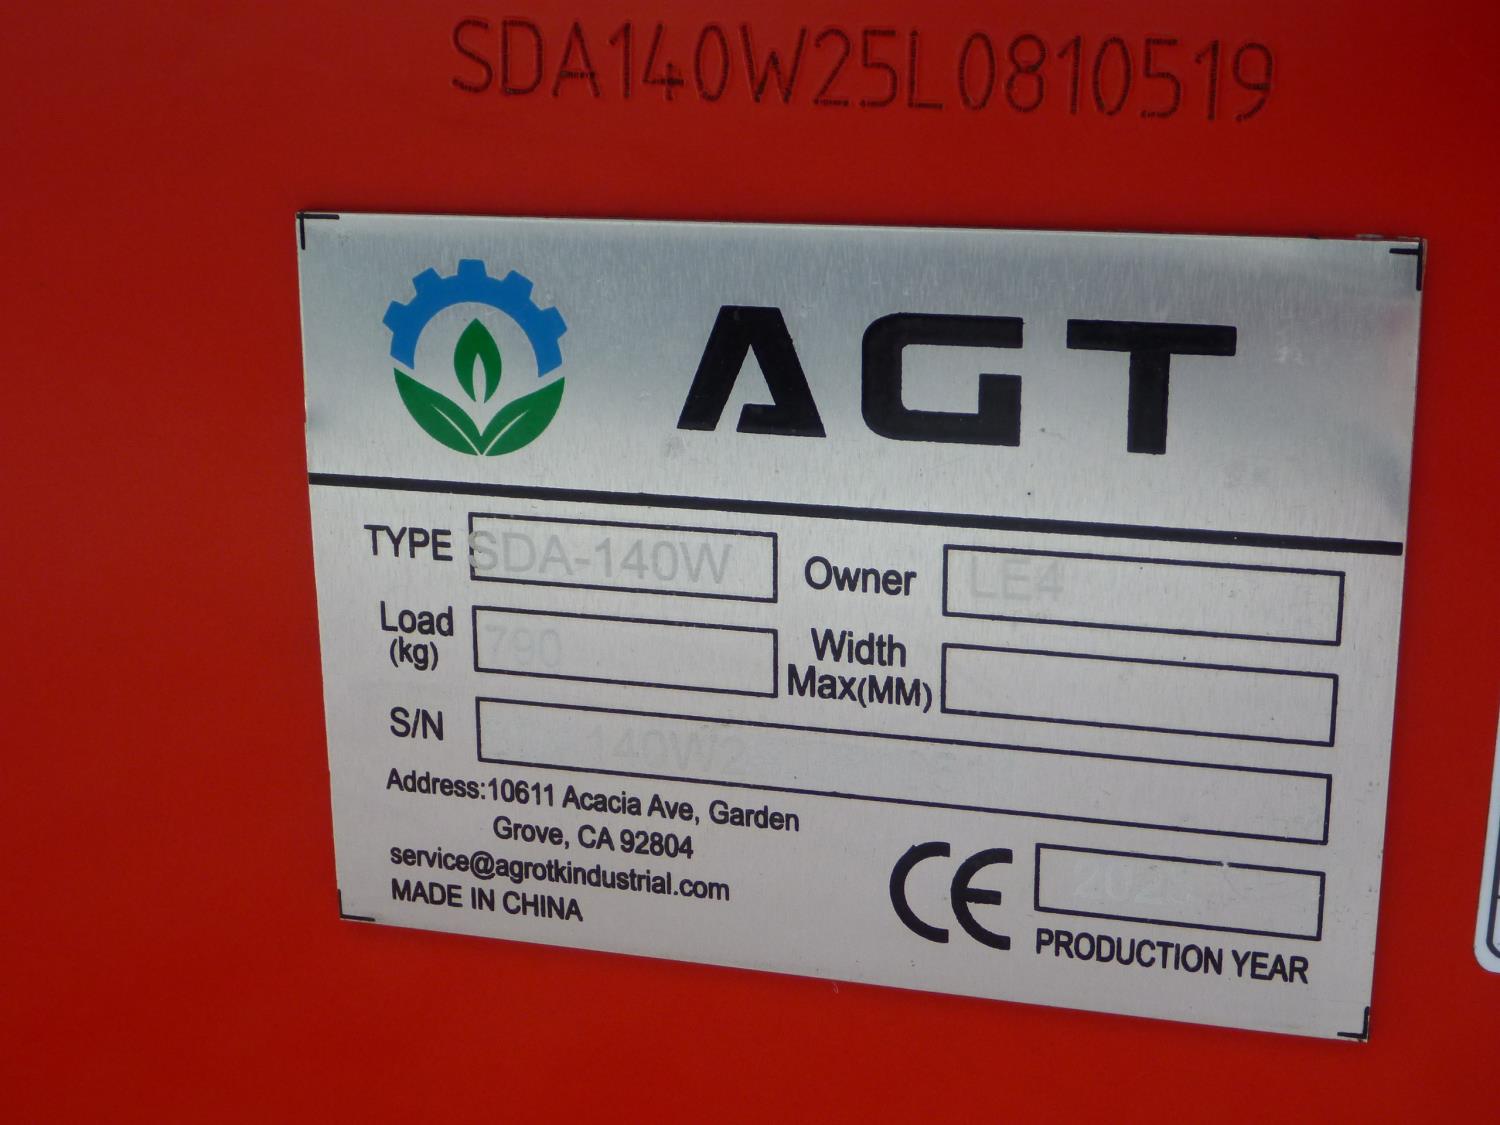 SDA140W25L0810519
AGT
TYPE SDA-140W Owner LE4
Load (kg) 790 Width Max(MM)
S/N
Address:10611 Acacia Ave, Garden
Grove, CA 92804
service@agrotkindustrial.com
MADE IN CHINA
CE
PRODUCTION YEAR